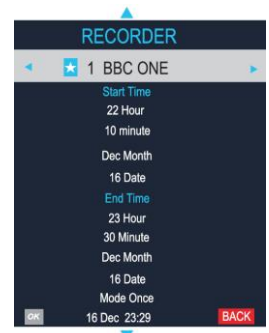 RECORDER
1 BBC ONE
Start Time
22 Hour
10 minute
Dec Month
16 Date
End Time
23 Hour
30 Minute
Dec Month
16 Date
Mode Once
OK 16 Dec 23:29 BACK